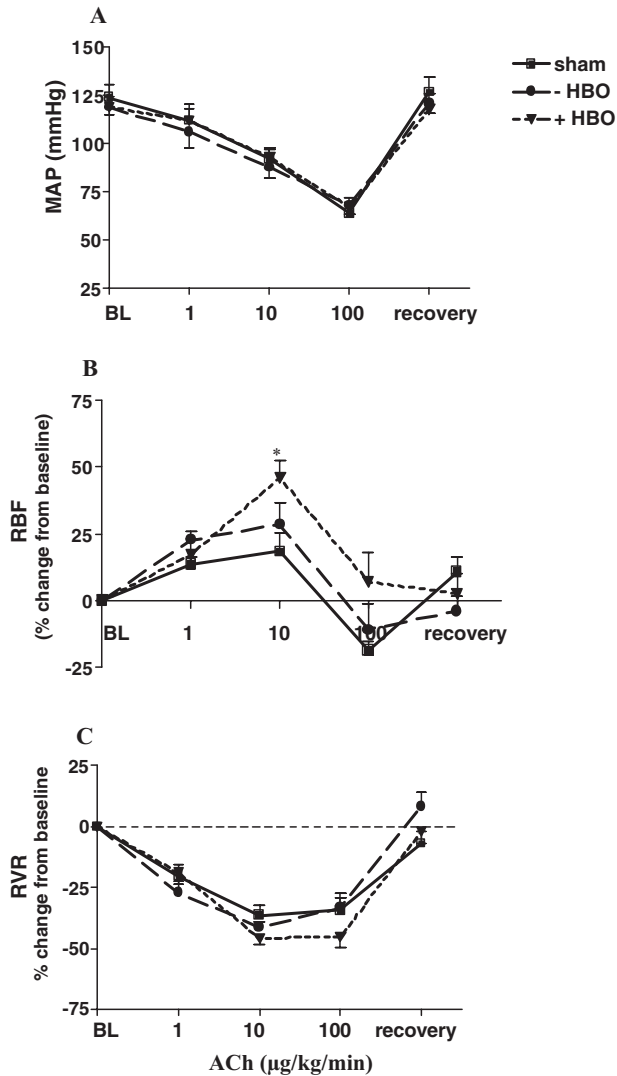 A
150
125
100
75
50
25
MAP (mmHg)
BL 1 10 100 recovery
sham
- HBO
+ HBO
B
75
50
25
0
-25
RBF
(% change from baseline)
*
BL 1 10 100 recovery
C
25
0
-25
-50
-75
RVR
% change from baseline
BL 1 10 100 recovery
ACh (µg/kg/min)